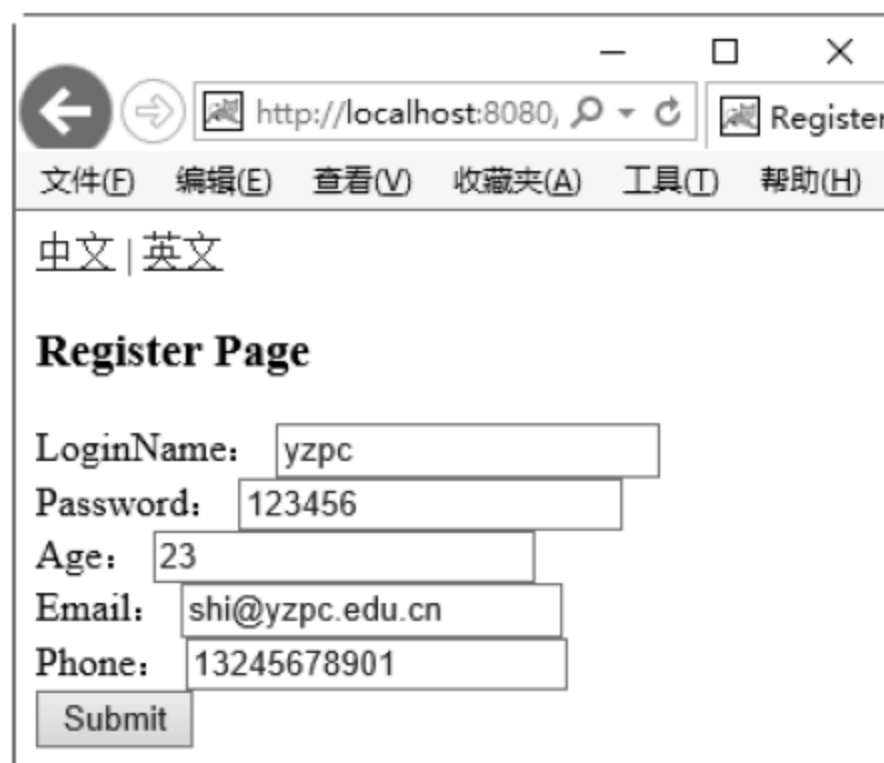 http://localhost:8080, Register
文件(F) 编辑(E) 查看(V) 收藏夹(A) 工具(T) 帮助(H)
中文 | 英文
Register Page
LoginName： yzpc
Password： 123456
Age： 23
Email： shi@yzpc.edu.cn
Phone： 13245678901
Submit